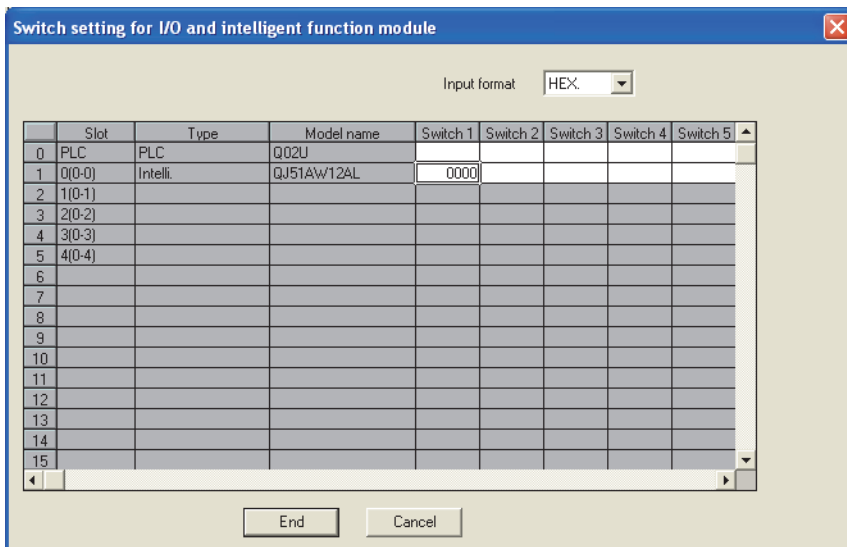 Switch setting for I/O and intelligent function module
Input format HEX.
Slot Type Model name Switch 1 Switch 2 Switch 3 Switch 4 Switch 5
0 PLC PLC Q02U
1 0(0-0) Intelli. QJ51AW12AL 0000
2 1(0-1)
3 2(0-2)
4 3(0-3)
5 4(0-4)
6
7
8
9
10
11
12
13
14
15
End Cancel